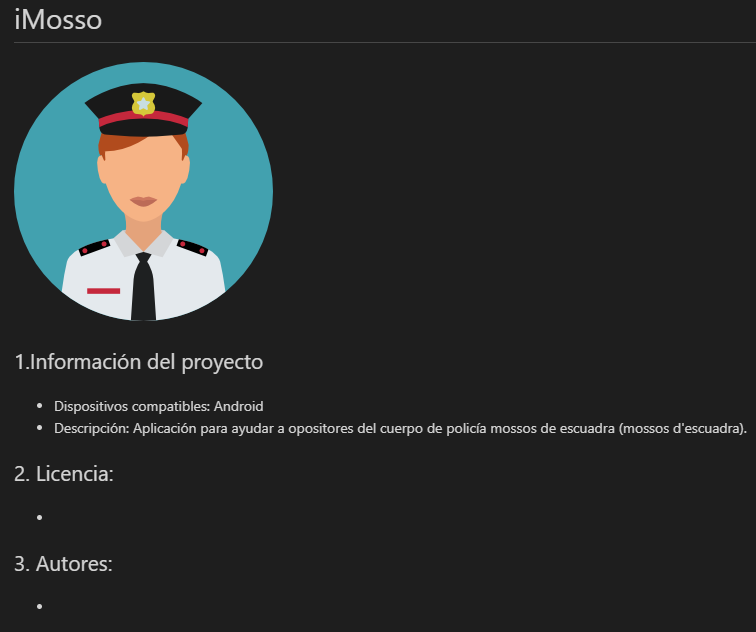 iMosso
1.Información del proyecto
• Dispositivos compatibles: Android
• Descripción: Aplicación para ayudar a opositores del cuerpo de policía mossos de escuadra (mossos d'escuadra).
2. Licencia:
•
3. Autores:
•